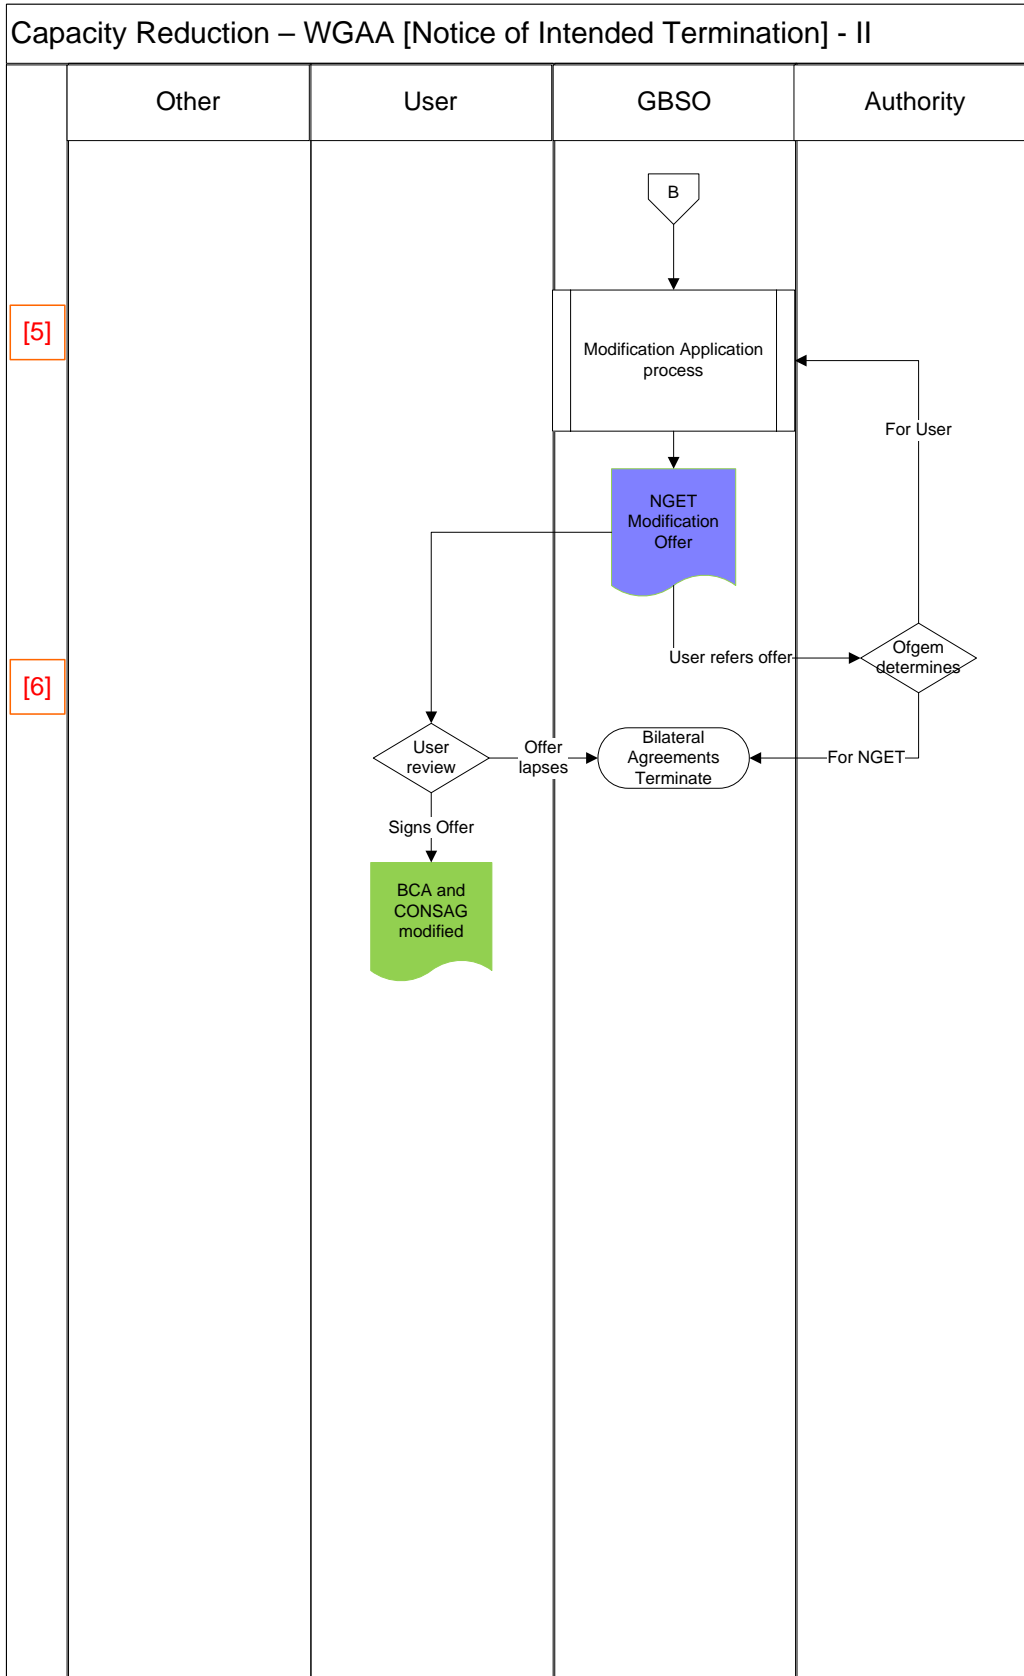 Capacity Reduction – WGAA [Notice of Intended Termination] - II
Other
User
GBSO
Authority
B
[5]
Modification Application
process
For User
NGET
Modification
Offer
User refers offer
Ofgem
determines
[6]
User
review
Offer
lapses
Bilateral
Agreements
Terminate
For NGET
Signs Offer
BCA and
CONSAG
modified